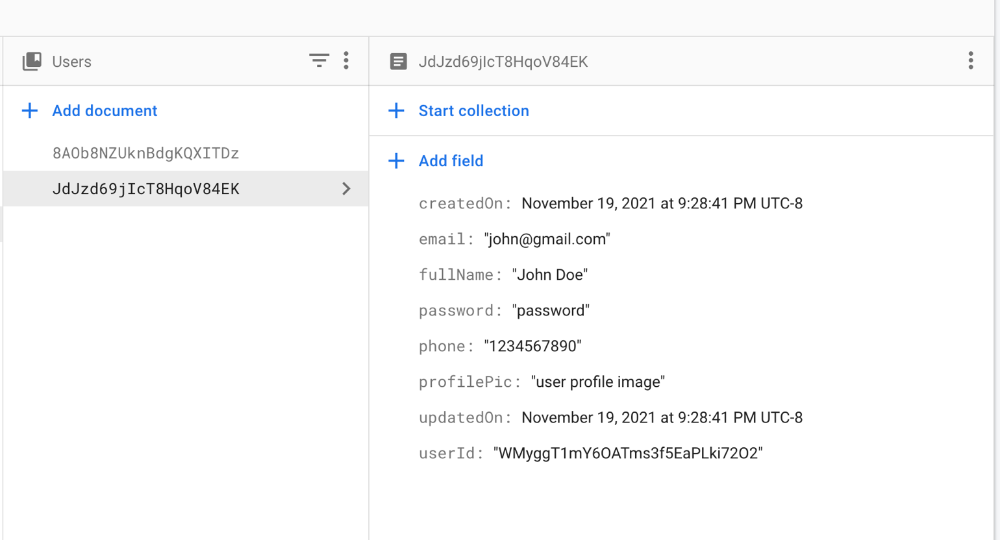 Users
Add document
8AOb8NZUknBdgKQXITDz
JdJzd69jIcT8HqoV84EK
JdJzd69jIcT8HqoV84EK
Start collection
Add field
createdOn: November 19, 2021 at 9:28:41 PM UTC-8
email: "john@gmail.com"
fullName: "John Doe"
password: "password"
phone: "1234567890"
profilePic: "user profile image"
updatedOn: November 19, 2021 at 9:28:41 PM UTC-8
userId: "WMyggT1mY6OATms3f5EaPLki72O2"